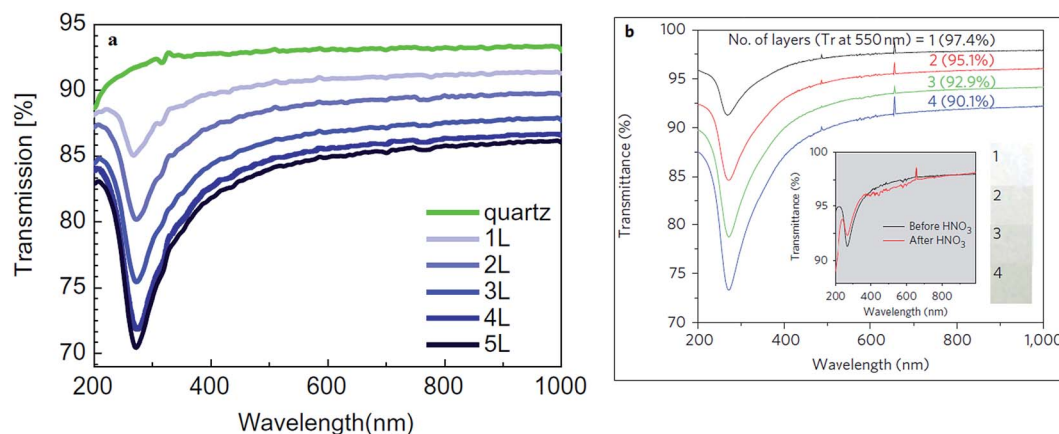 a
95
90
85
80
75
70
Transmission [%]
quartz
1L
2L
3L
4L
5L
200 400 600 800 1000
Wavelength(nm)
b
100
95
90
85
80
75
70
Transmittance (%)
No. of layers (Tr at 550 nm) = 1 (97.4%)
2 (95.1%)
3 (92.9%)
4 (90.1%)
100
95
90
Transmittance (%)
Before HNO₃
After HNO₃
200 400 600 800
Wavelength (nm)
1
2
3
4
200 400 600 800 1,000
Wavelength (nm)